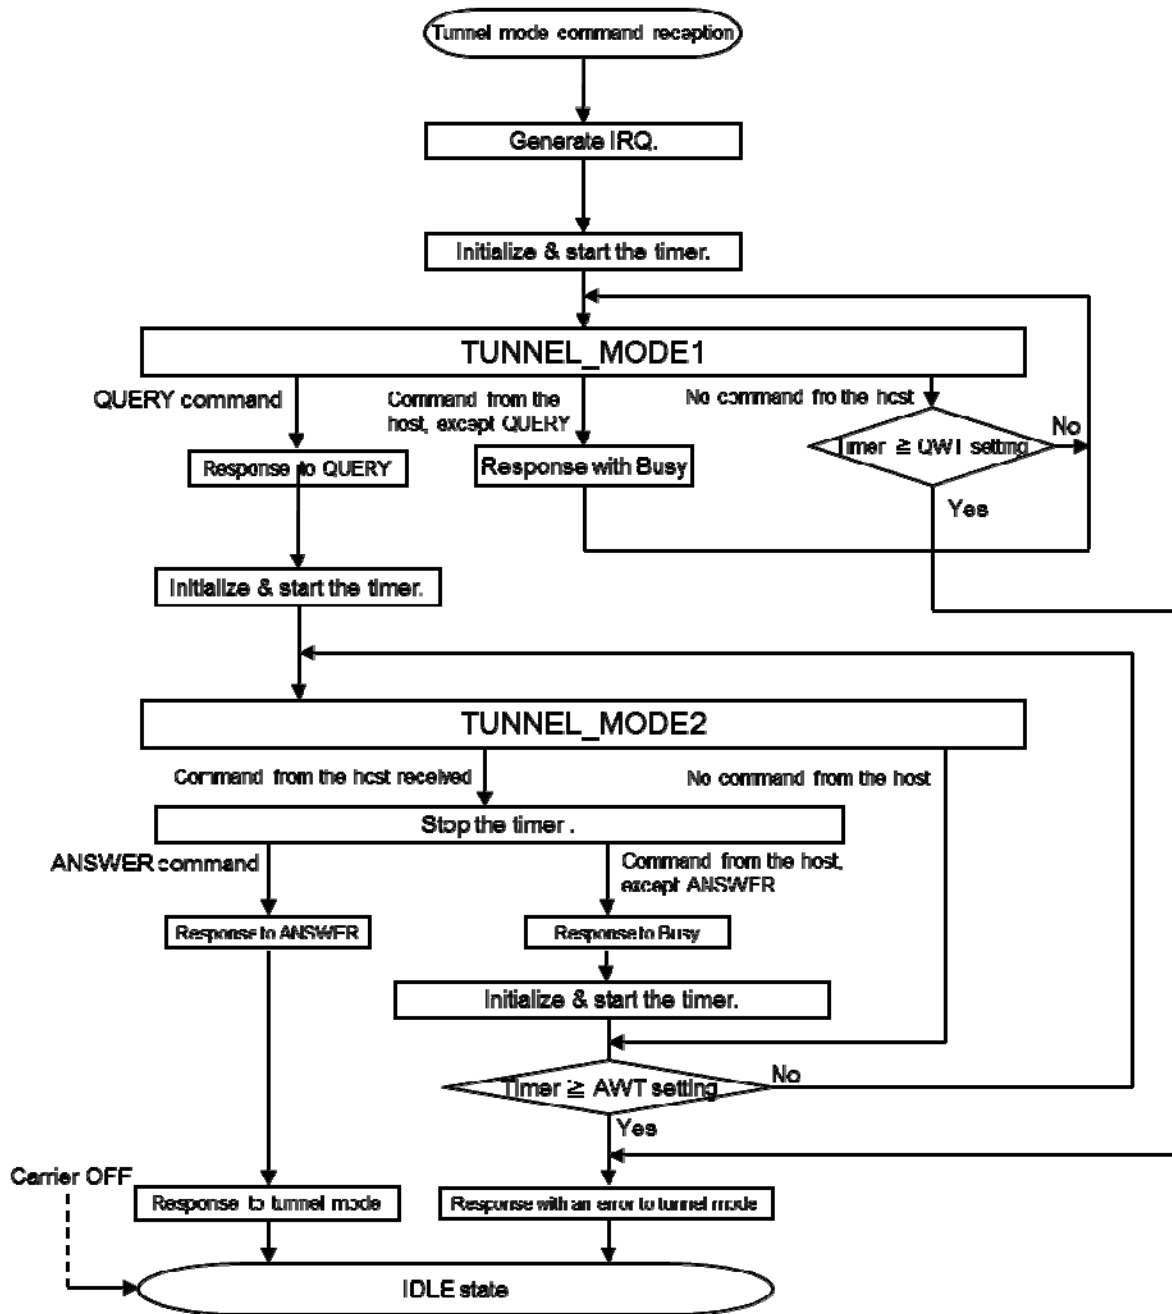 Tunnel mode command reception
Generate IRQ.
Initialize & start the timer.
TUNNEL_MODE1
QUERY command
Command from the
host, except QUERY
No command fro the host
Timer ≧ QWT setting
No
Yes
Response to QUERY
Response with Busy
Initialize & start the timer.
TUNNEL_MODE2
Command from the host received
No command from the host
Stop the timer .
ANSWER command
Command from the host,
except ANSWER
Response to ANSWER
Response to Busy
Initialize & start the timer.
Timer ≧ AWT setting
No
Yes
Carrier OFF
Response to tunnel mode
Response with an error to tunnel mode
IDLE state